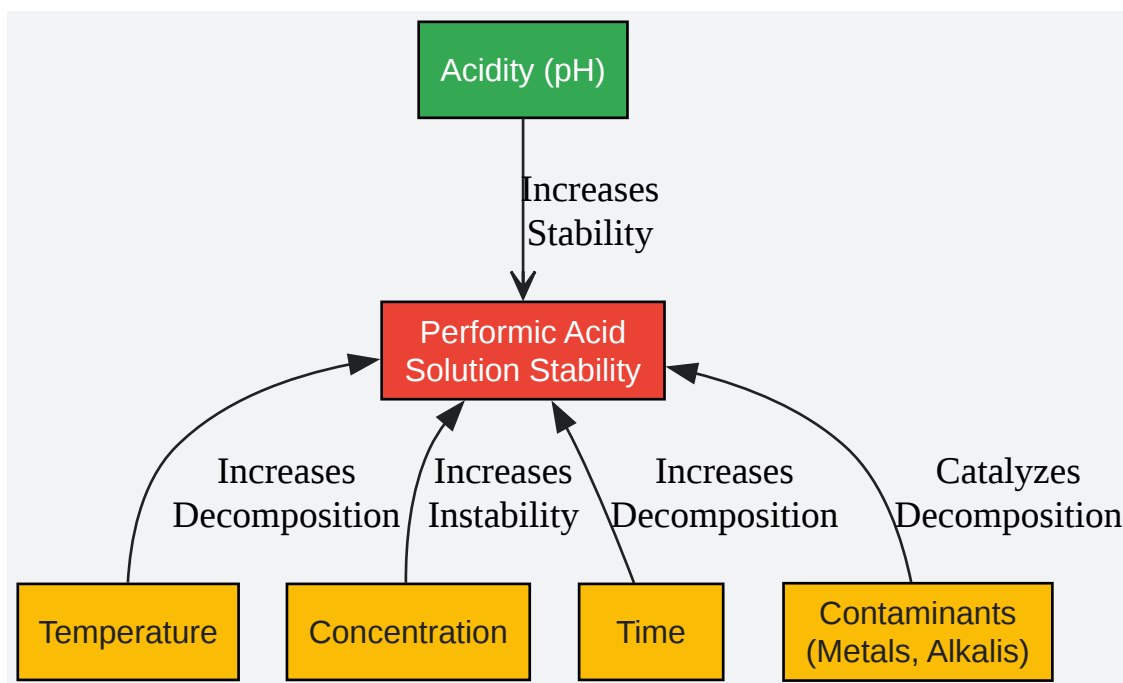 Acidity (pH)
Increases
Stability
Performic Acid
Solution Stability
Increases
Decomposition
Increases
Instability
Increases
Decomposition
Catalyzes
Decomposition
Temperature
Concentration
Time
Contaminants
(Metals, Alkalis)